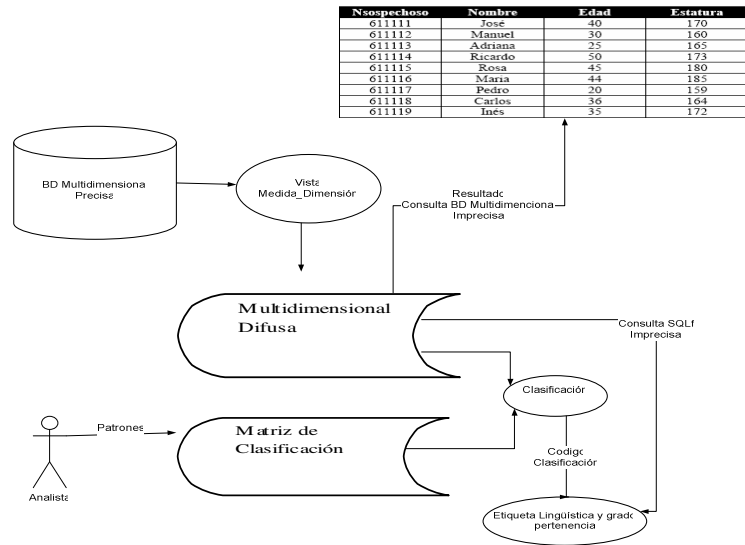 Nsospechoso Nombre Edad Estatura
611111 José 40 170
611112 Manuel 30 160
611113 Adriana 25 165
611114 Ricardo 50 173
611115 Rosa 45 180
611116 María 44 185
611117 Pedro 20 159
611118 Carlos 36 164
611119 Inés 35 172
BD Multidimensiona
Precisa
Vista
Medida_Dimensión
Resultado
Consulta BD Multidimenciona
Imprecisa
Multidimensional
Difusa
Consulta SQLf
Imprecisa
Clasificación
Patrones
Matriz de
Clasificación
Codigo
Clasificación
Analista
Etiqueta Lingüística y grado
pertenencia